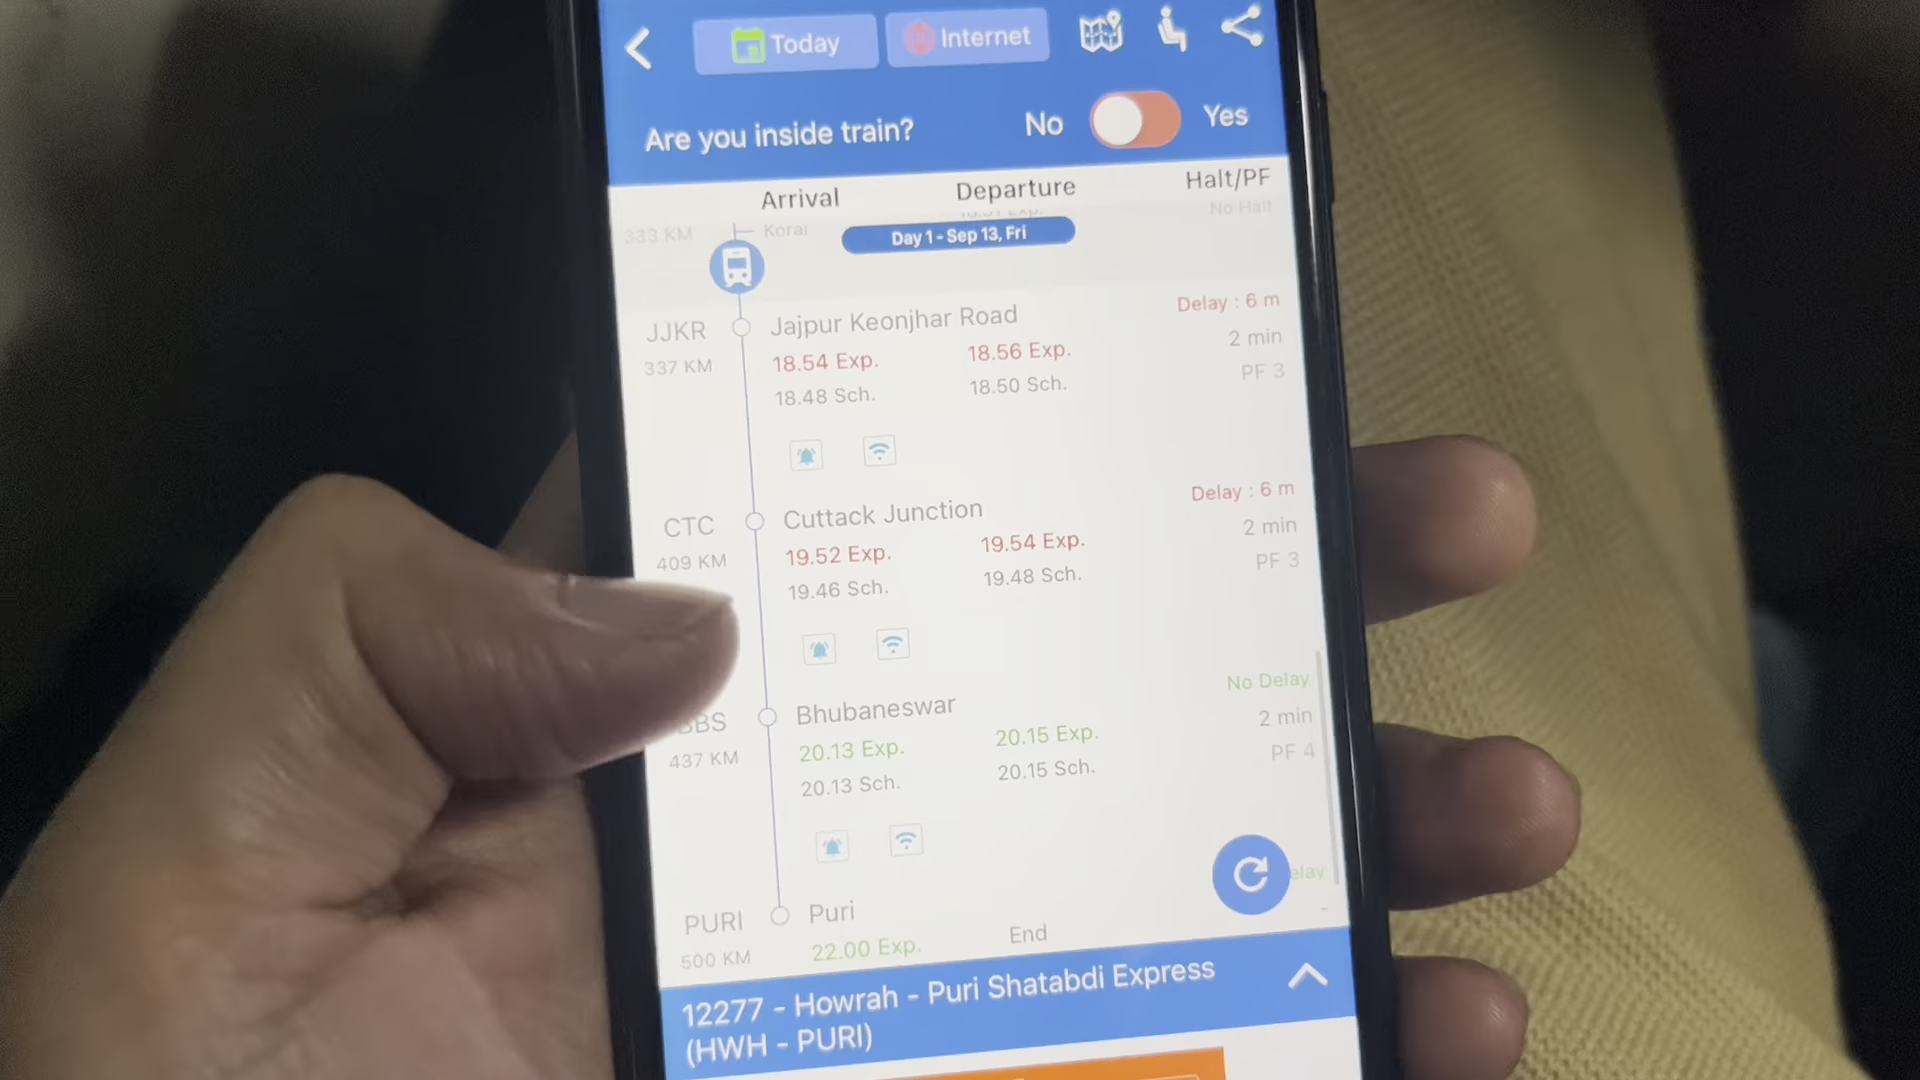 Today Internet
Are you inside train? No Yes
Arrival Departure Halt/PF
No Halt
333 KM Korai
Day 1 - Sep 13, Fri
JJKR Jajpur Keonjhar Road Delay : 6 m
337 KM 18.54 Exp. 18.56 Exp. 2 min
18.48 Sch. 18.50 Sch. PF 3
CTC Cuttack Junction Delay : 6 m
409 KM 19.52 Exp. 19.54 Exp. 2 min
19.46 Sch. 19.48 Sch. PF 3
BBS Bhubaneswar No Delay
437 KM 20.13 Exp. 20.15 Exp. 2 min
20.13 Sch. 20.15 Sch. PF 4
elay
PURI Puri
500 KM 22.00 Exp. End -
12277 - Howrah - Puri Shatabdi Express
(HWH - PURI)